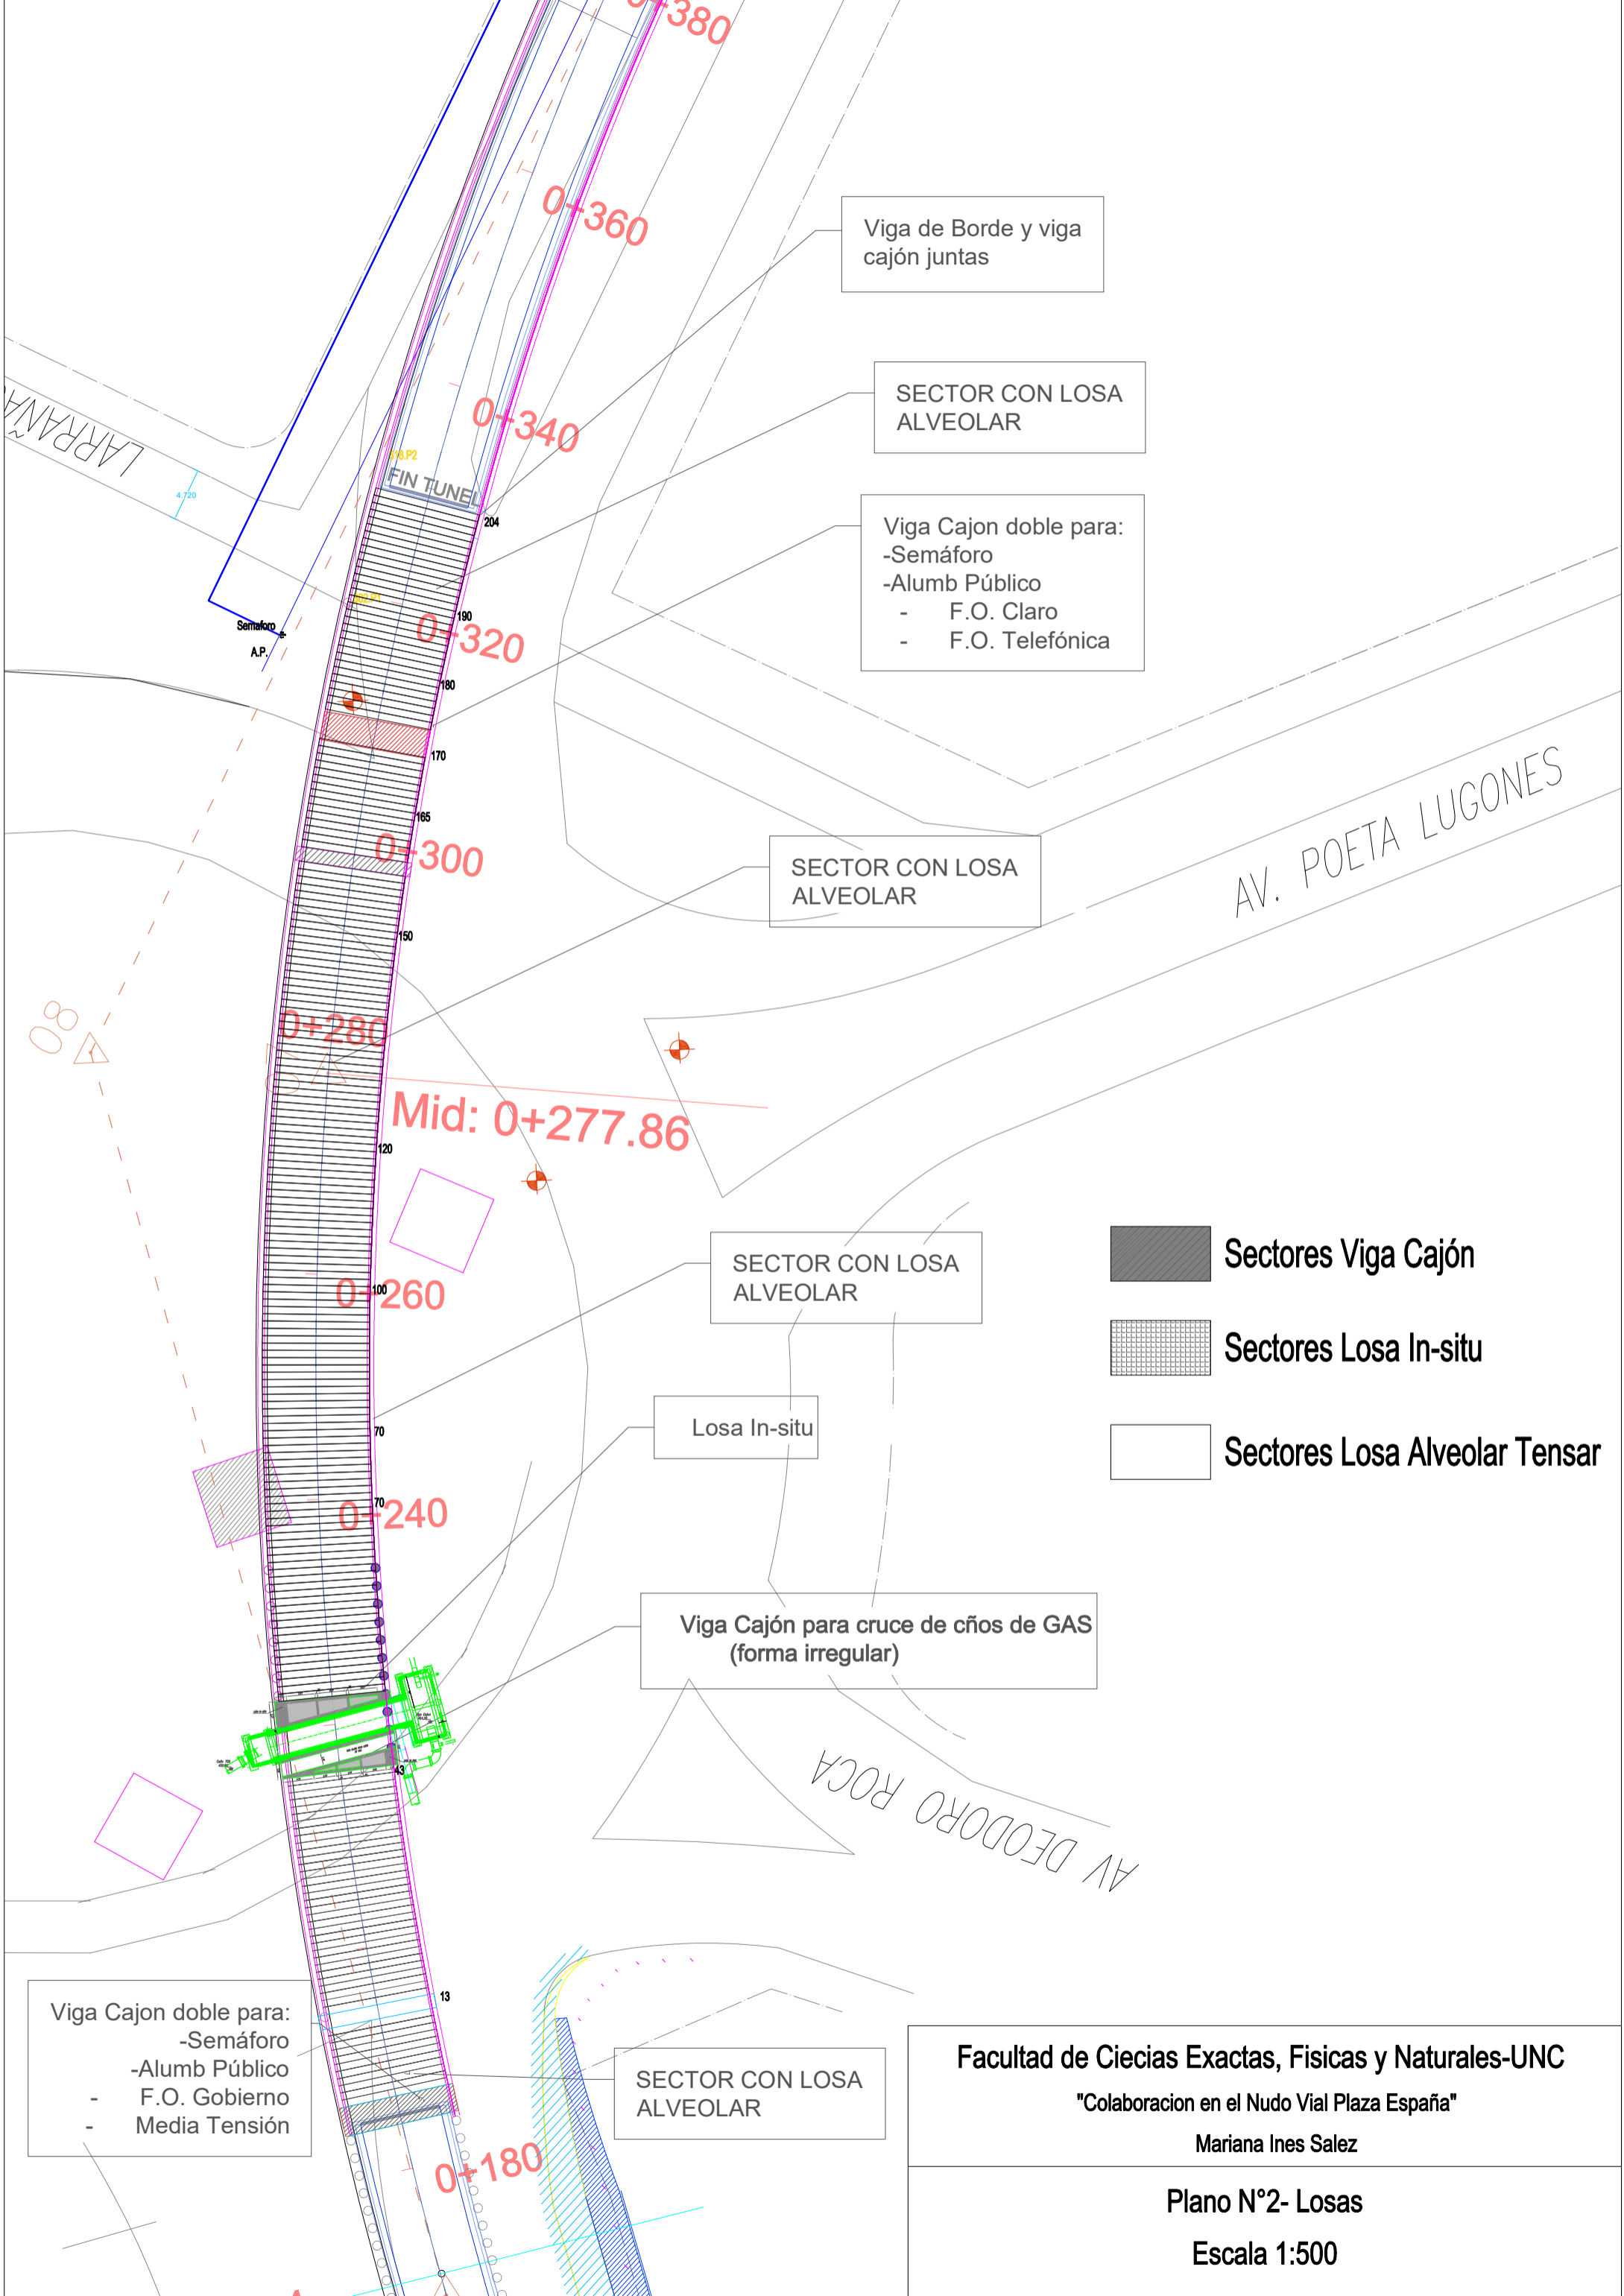 0+380
0+360
Viga de Borde y viga
cajón juntas
SECTOR CON LOSA
ALVEOLAR
0+340
4.720
FIN TUNEL
204
Viga Cajon doble para:
-Semáforo
-Alumb Público
- F.O. Claro
- F.O. Telefónica
190
0+320
Semaforo
A.P.
180
170
165
0+300
SECTOR CON LOSA
ALVEOLAR
AV. POETA LUGONES
150
08
0+280
Mid: 0+277.86
120
SECTOR CON LOSA
ALVEOLAR
Sectores Viga Cajón
0+260
100
Sectores Losa In-situ
Losa In-situ
70
Sectores Losa Alveolar Tensar
70
0+240
Viga Cajón para cruce de cños de GAS
(forma irregular)
43
AV DEODORO ROCA
13
Viga Cajon doble para:
-Semáforo
-Alumb Público
- F.O. Gobierno
- Media Tensión
SECTOR CON LOSA
ALVEOLAR
0+180
Facultad de Ciecias Exactas, Fisicas y Naturales-UNC
"Colaboracion en el Nudo Vial Plaza España"
Mariana Ines Salez
Plano N°2- Losas
Escala 1:500